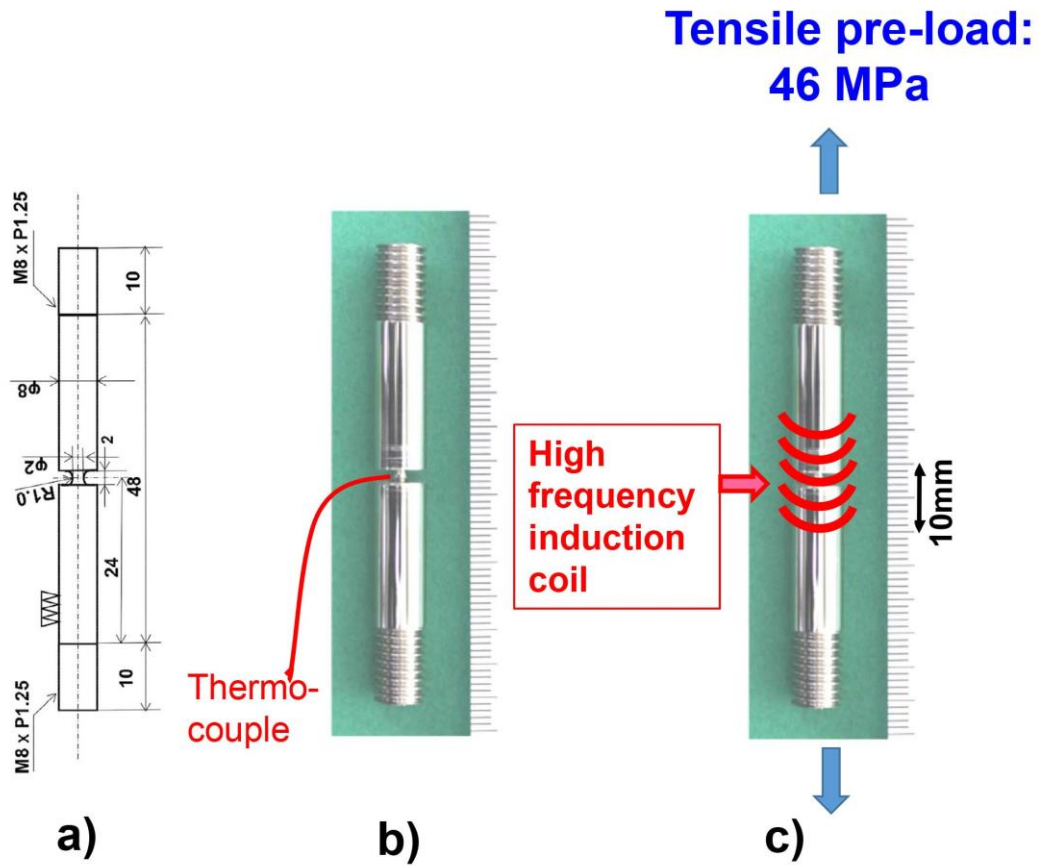 Tensile pre-load:
46 MPa
M8 x P1.25
10
φ8
2
φ2
R1.0
48
24
10
M8 x P1.25
Thermo-
couple
High
frequency
induction
coil
10mm
a)
b)
c)